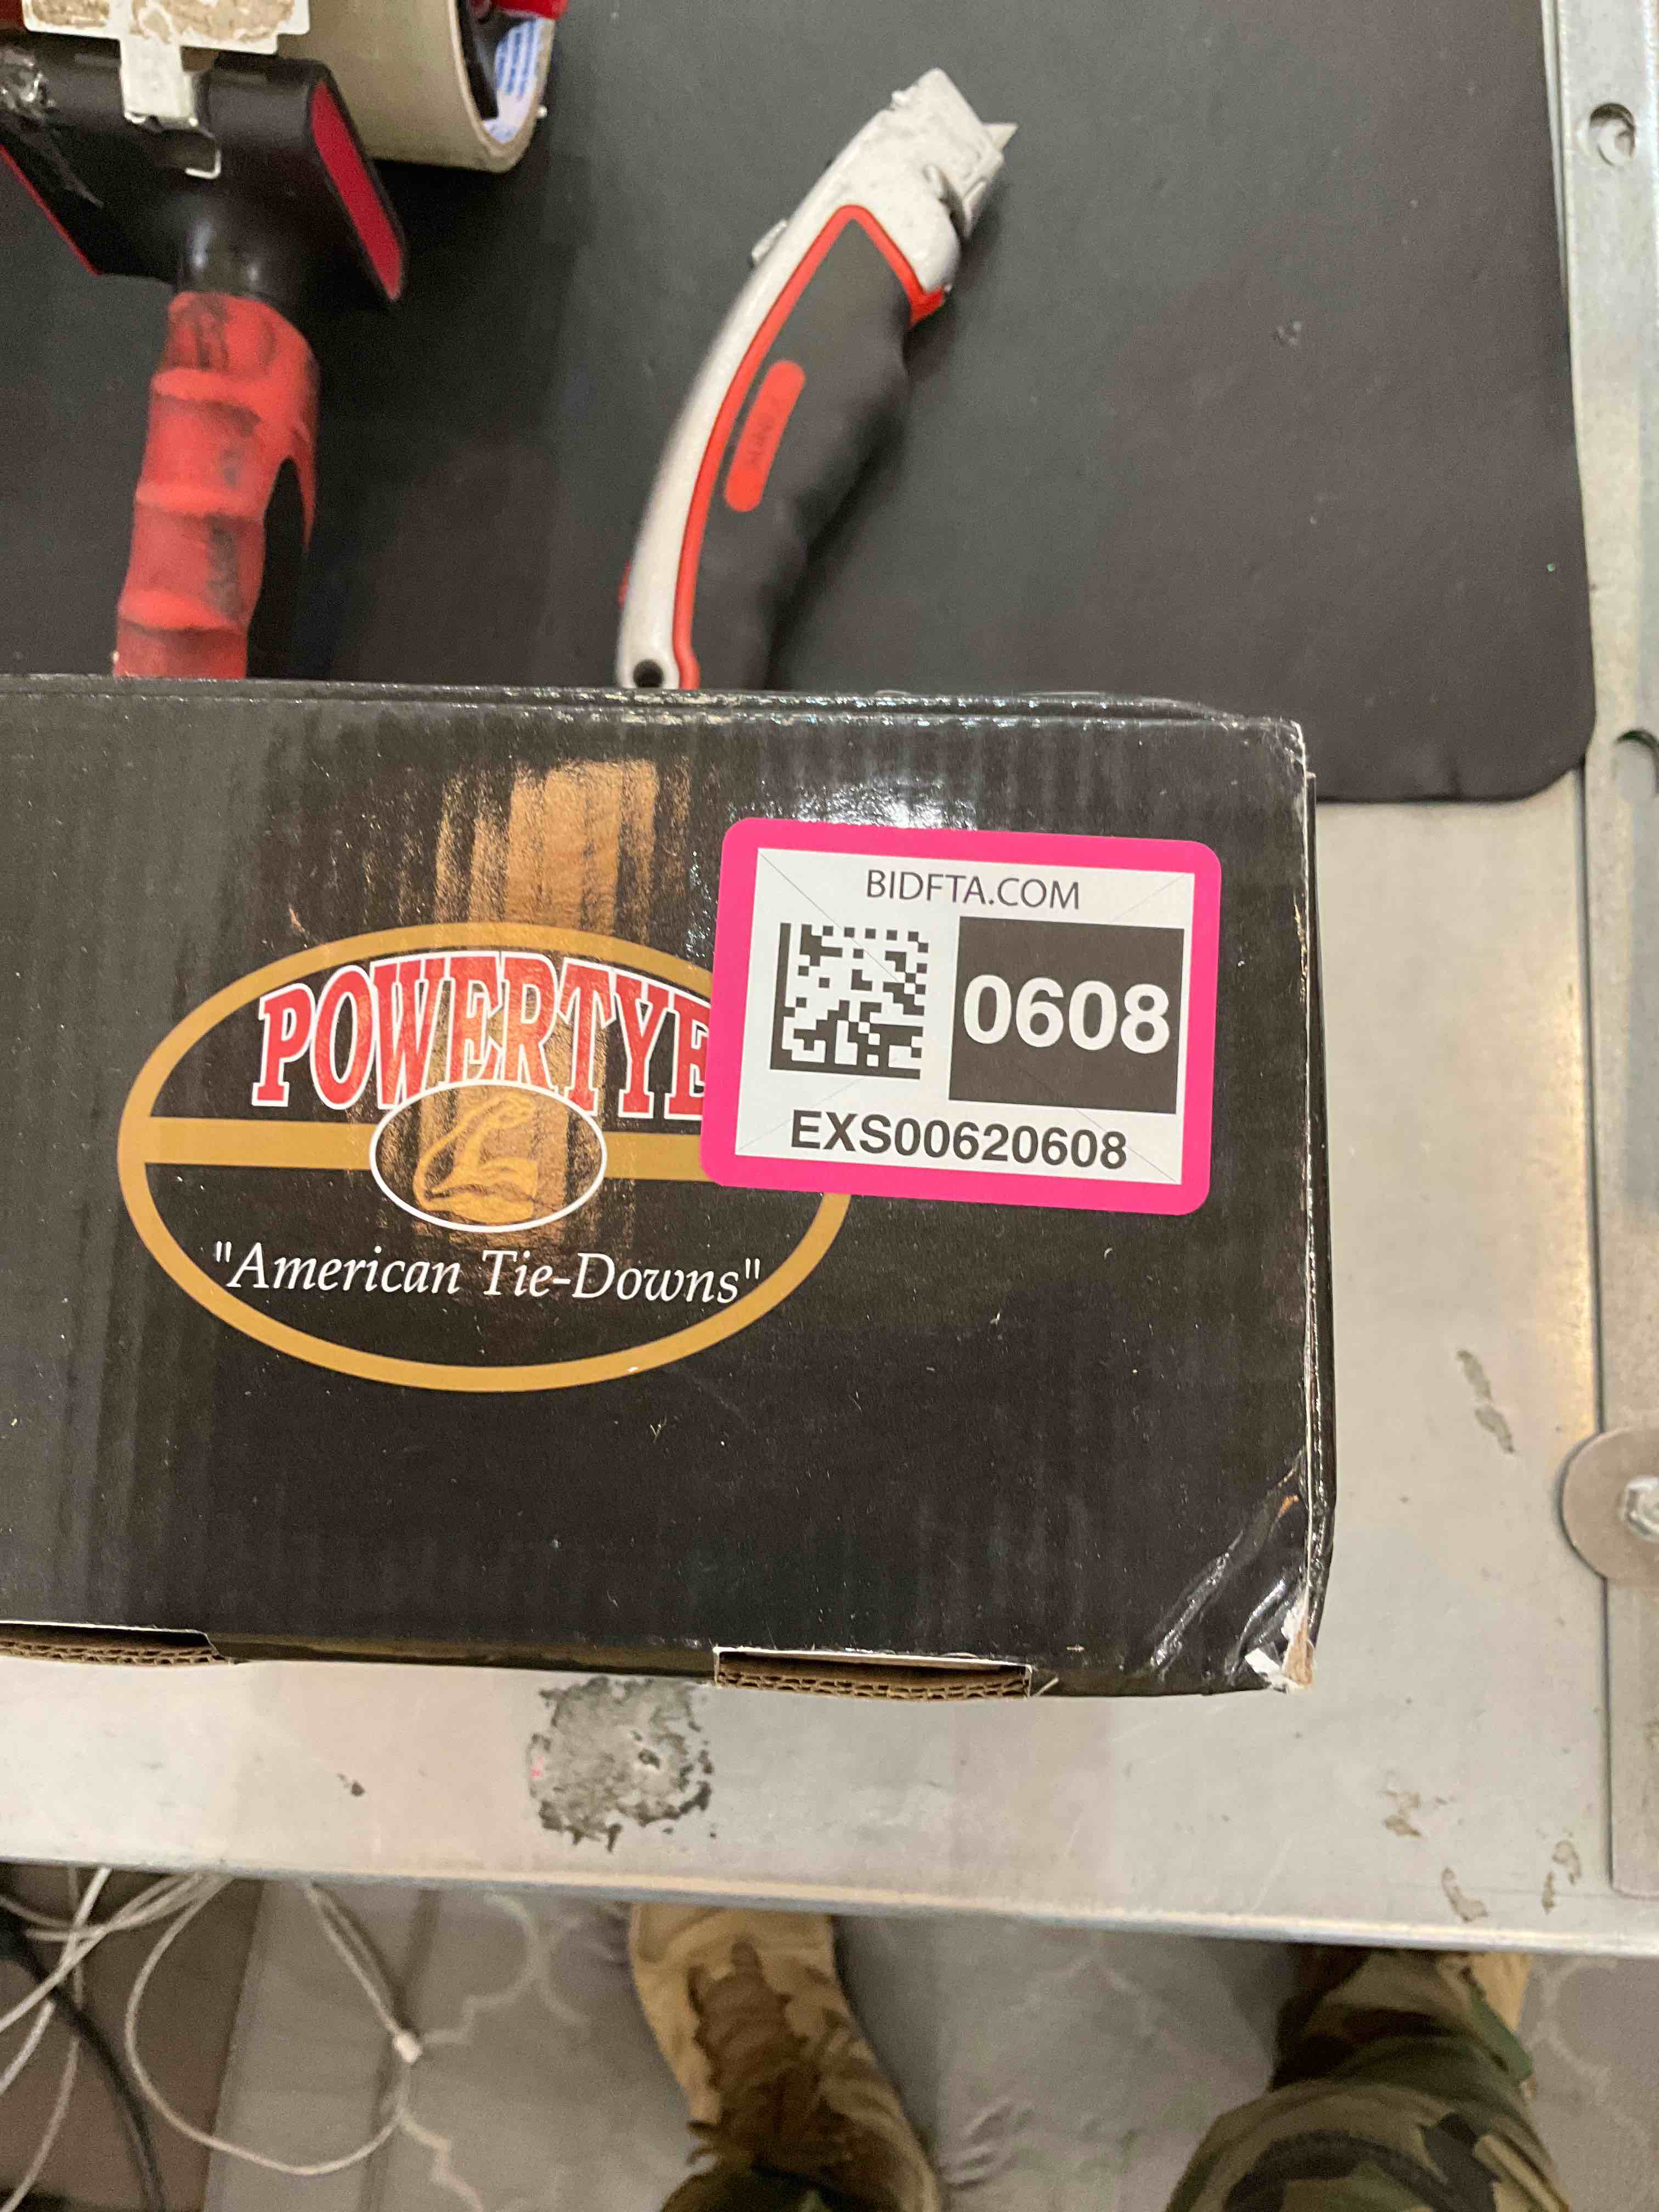 POWERTYE
"American Tie-Downs"
BIDFTA.COM
0608
EXS00620608